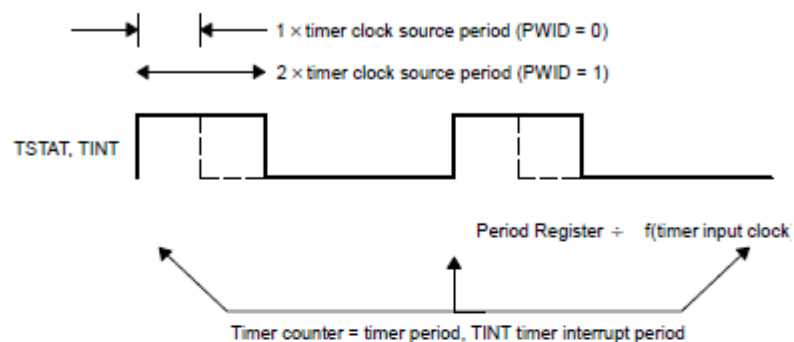 1 × timer clock source period (PWID = 0)
2 × timer clock source period (PWID = 1)
TSTAT, TINT
Period Register ÷ f(timer input clock)
Timer counter = timer period, TINT timer interrupt period